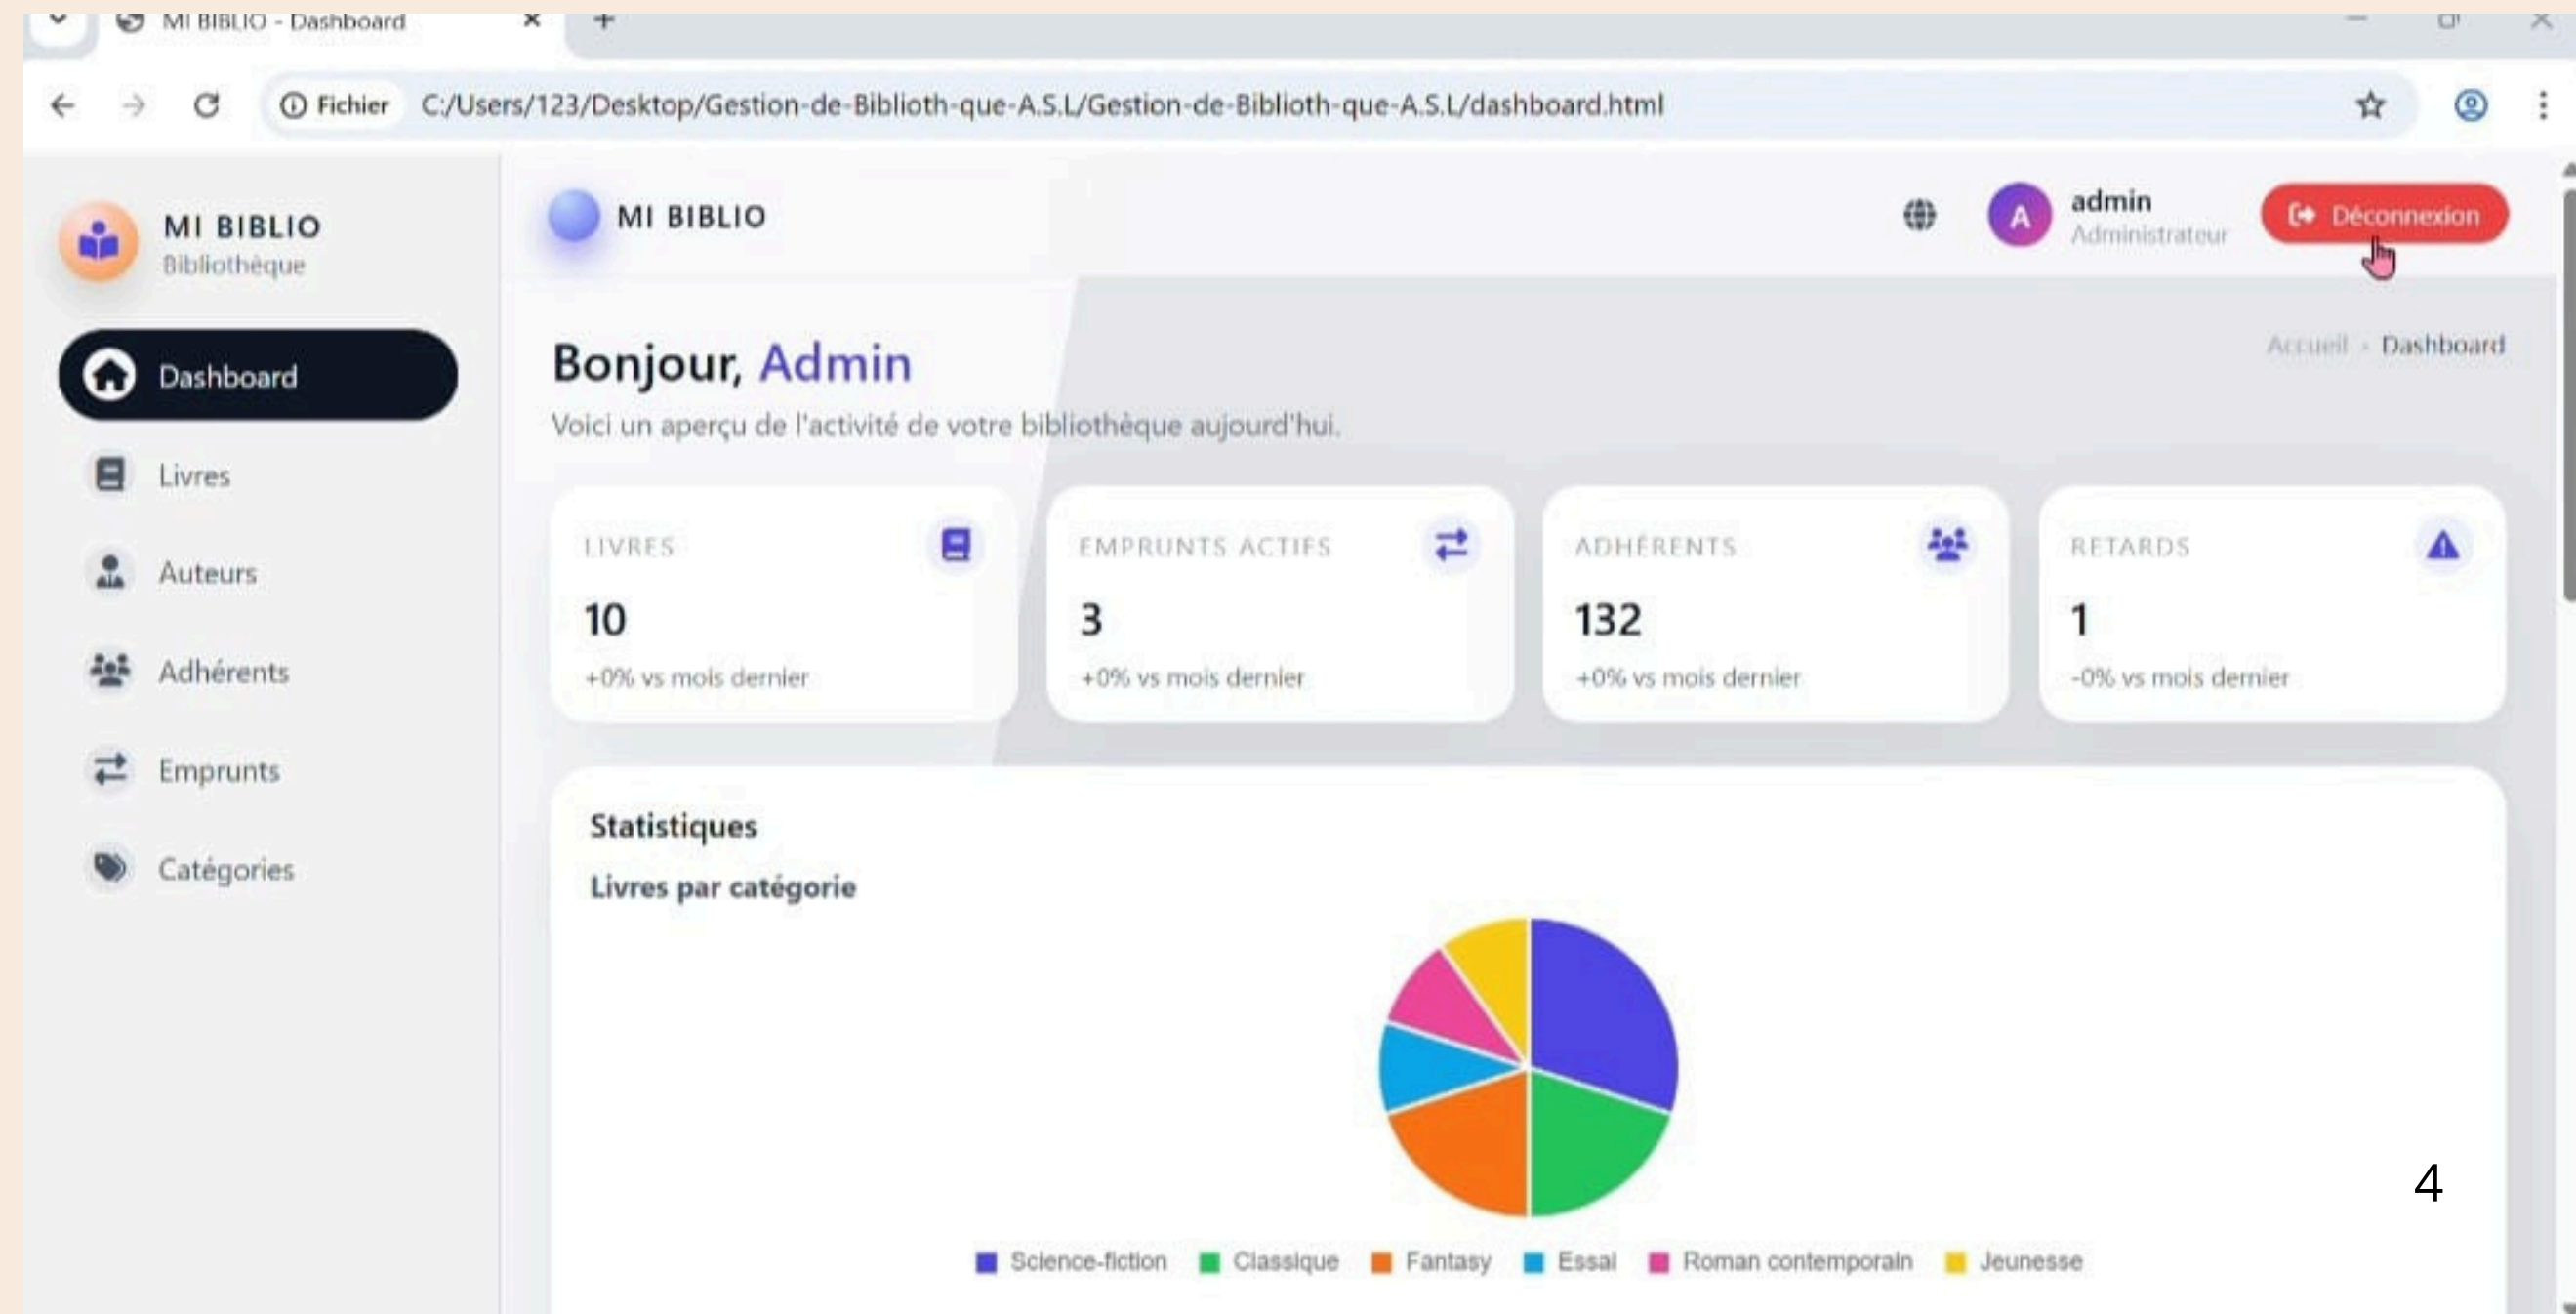 MI BIBLIO - Dashboard
Fichier C:/Users/123/Desktop/Gestion-de-Biblioth-que-A.S.L/Gestion-de-Biblioth-que-A.S.L/dashboard.html
MI BIBLIO
Bibliothèque
Dashboard
Livres
Auteurs
Adhérents
Emprunts
Catégories
MI BIBLIO
A
admin
Administrateur
Déconnexion
Bonjour, Admin
Accueil - Dashboard
Voici un aperçu de l'activité de votre bibliothèque aujourd'hui.
LIVRES
10
+0% vs mois dernier
EMPRUNTS ACTIFS
3
+0% vs mois dernier
ADHÉRENTS
132
+0% vs mois dernier
RETARDS
1
-0% vs mois dernier
Statistiques
Livres par catégorie
Science-fiction Classique Fantasy Essai Roman contemporain Jeunesse
4